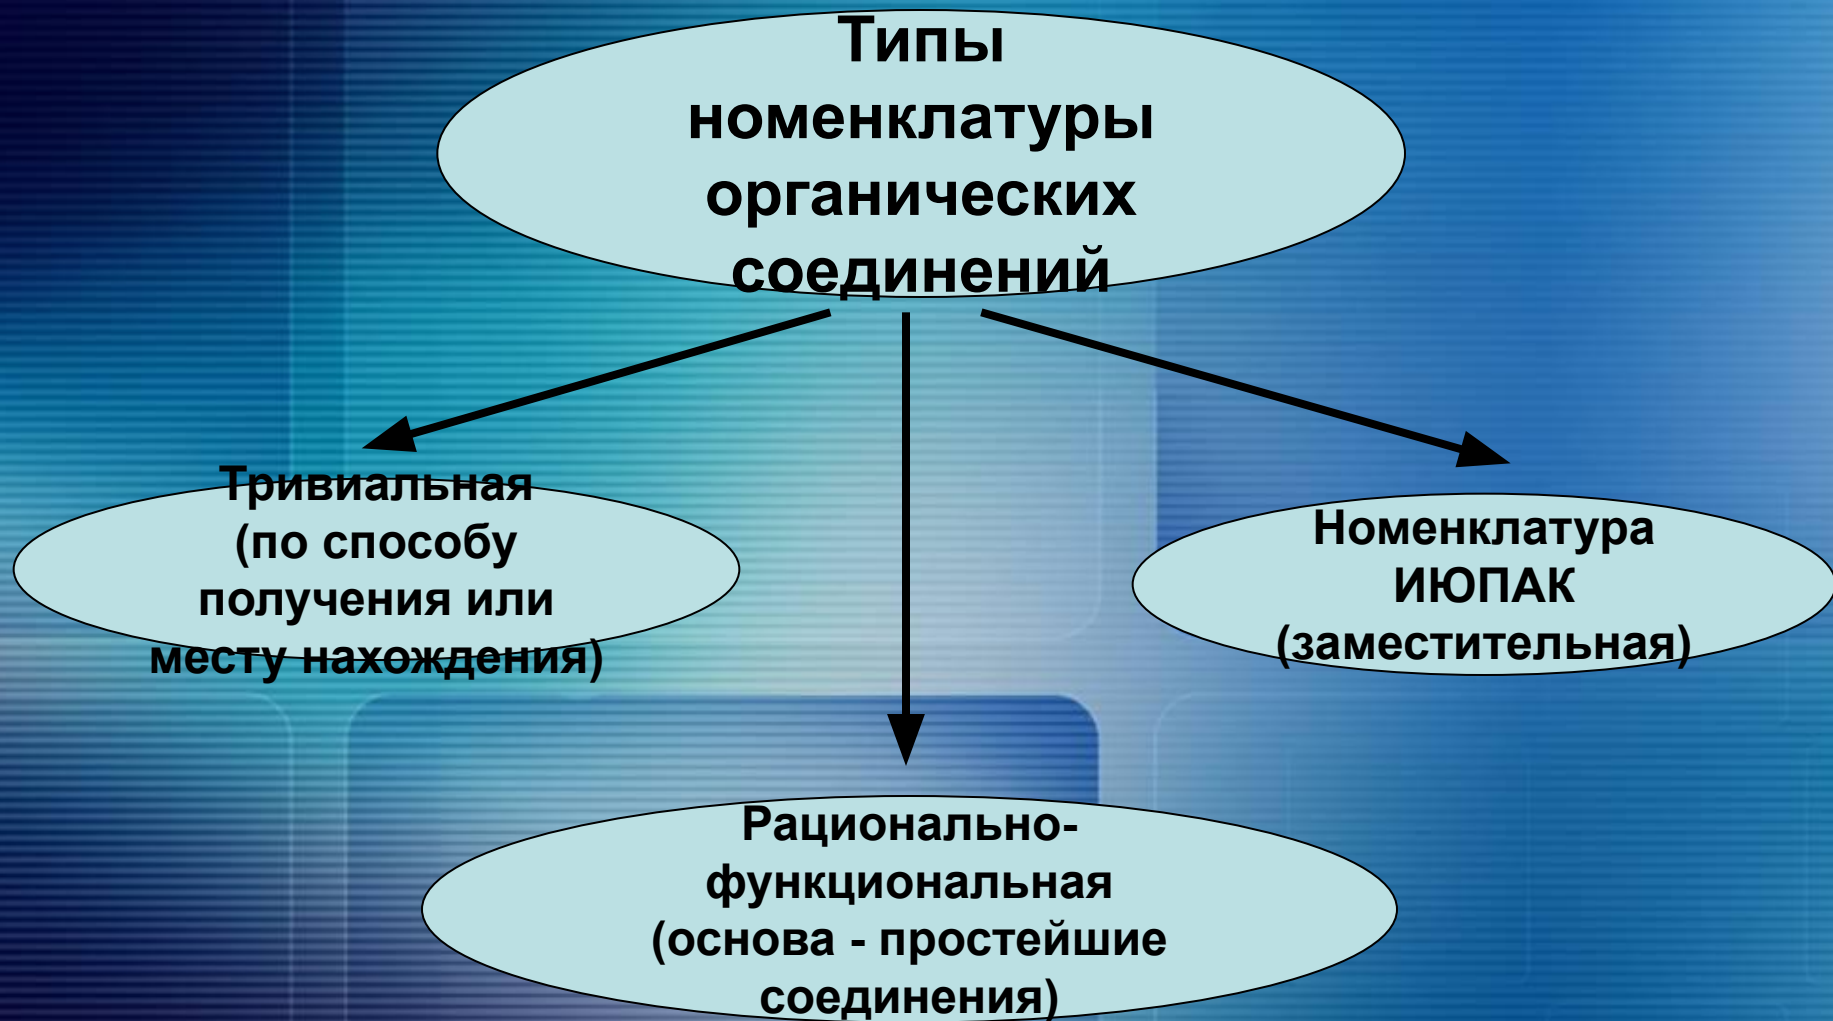 Типы
номенклатуры
органических
соединений
Тривиальная
(по способу
получения или
месту нахождения)
Номенклатура
ИЮПАК
(заместительная)
Рационально-
функциональная
(основа - простейшие
соединения)